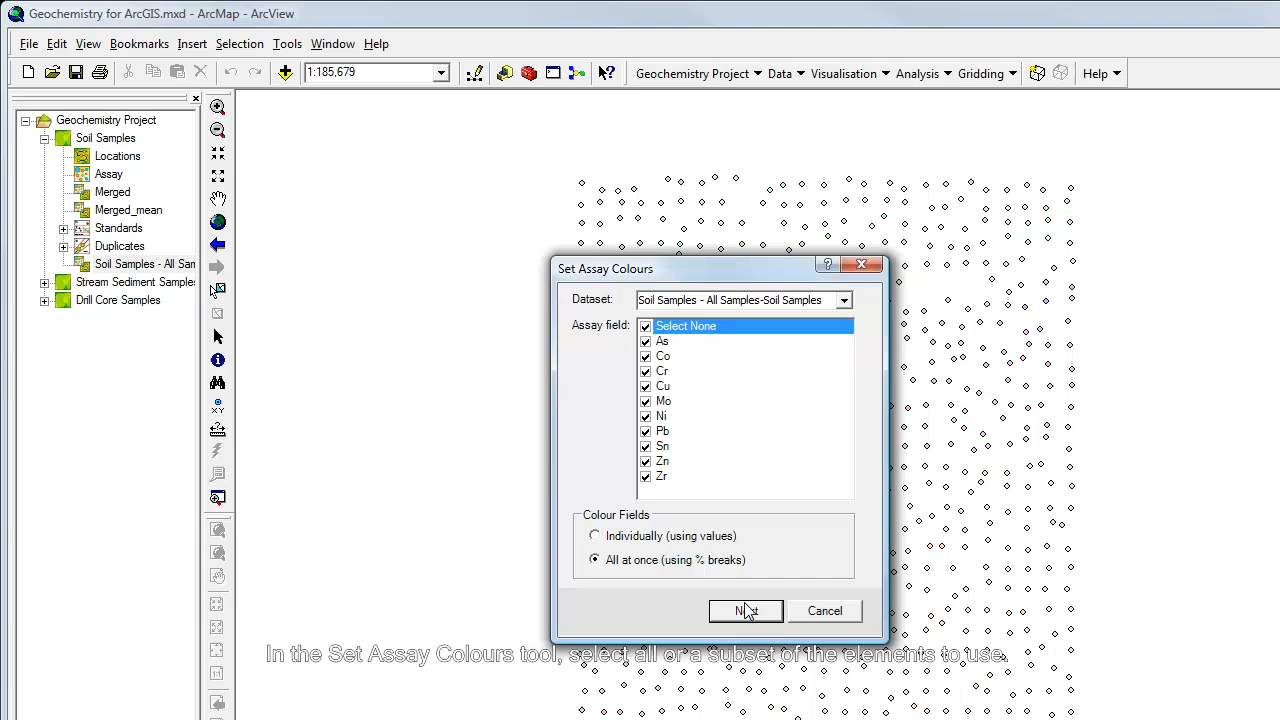 Geochemistry for ArcGIS.mxd - ArcMap - ArcView
File Edit View Bookmarks Insert Selection Tools Window Help
1:185,679
Geochemistry Project Data Visualisation Analysis Gridding Help
Geochemistry Project
Soil Samples
Locations
Assay
Merged
Merged_mean
Standards
Duplicates
Soil Samples - All Sam
Stream Sediment Samples
Drill Core Samples
Set Assay Colours
Dataset: Soil Samples - All Samples-Soil Samples
Assay field: Select None
As
Co
Cr
Cu
Mo
Ni
Pb
Sn
Zn
Zr
Colour Fields
Individually (using values)
All at once (using % breaks)
Next Cancel
In the Set Assay Colours tool, select all or a subset of the elements to use.